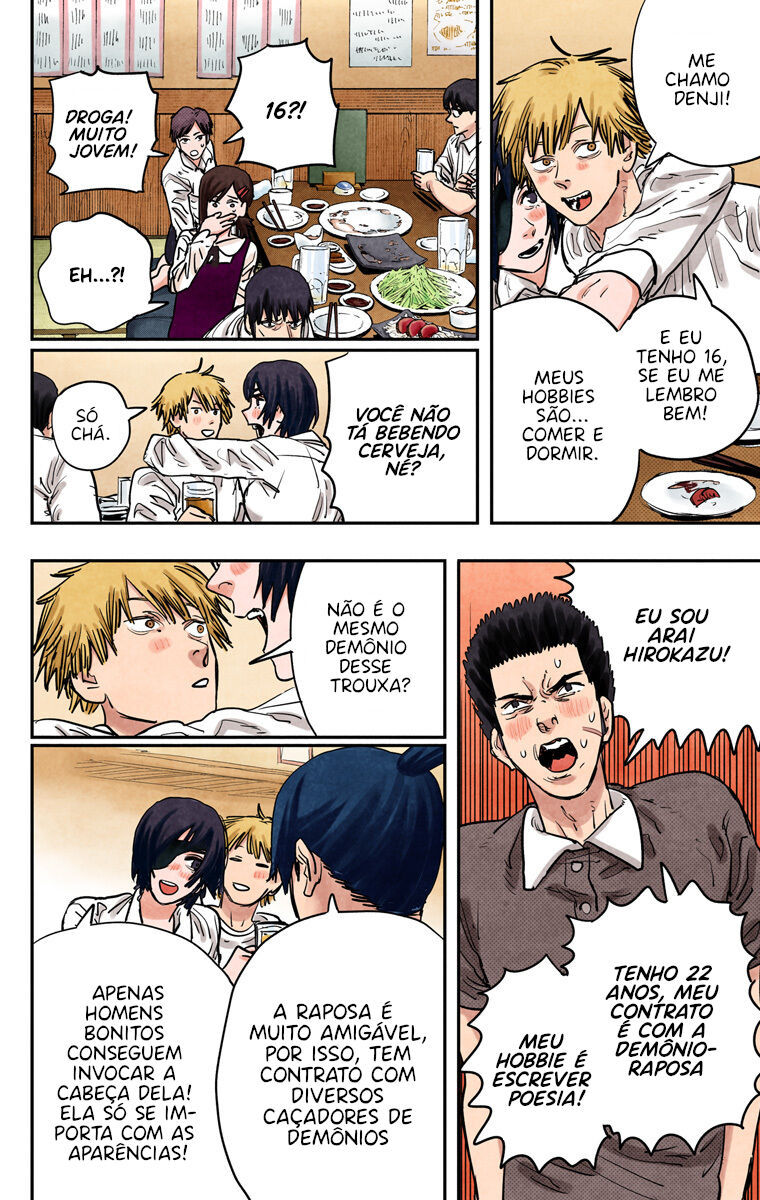 ME
CHAMO
DENJI!
E EU
TENHO 16,
SE EU ME
LEMBRO
BEM!
MEUS
HOBBIES
SÃO...
COMER E
DORMIR.
16?!
DROGA!
MUITO
JOVEM!
EH...?!
VOCÊ NÃO
TÁ BEBENDO
CERVEJA,
NÉ?
SÓ
CHÁ.
EU SOU
ARAI
HIROKAZU!
TENHO 22
ANOS, MEU
CONTRATO
É COM A
DEMÔNIO-
RAPOSA
MEU
HOBBIE É
ESCREVER
POESIA!
NÃO É O
MESMO
DEMÔNIO
DESSE
TROUXA?
A RAPOSA É
MUITO AMIGÁVEL,
POR ISSO, TEM
CONTRATO COM
DIVERSOS
CAÇADORES DE
DEMÔNIOS
APENAS
HOMENS
BONITOS
CONSEGUEM
INVOCAR A
CABEÇA DELA!
ELA SÓ SE IM-
PORTA COM AS
APARÊNCIAS!